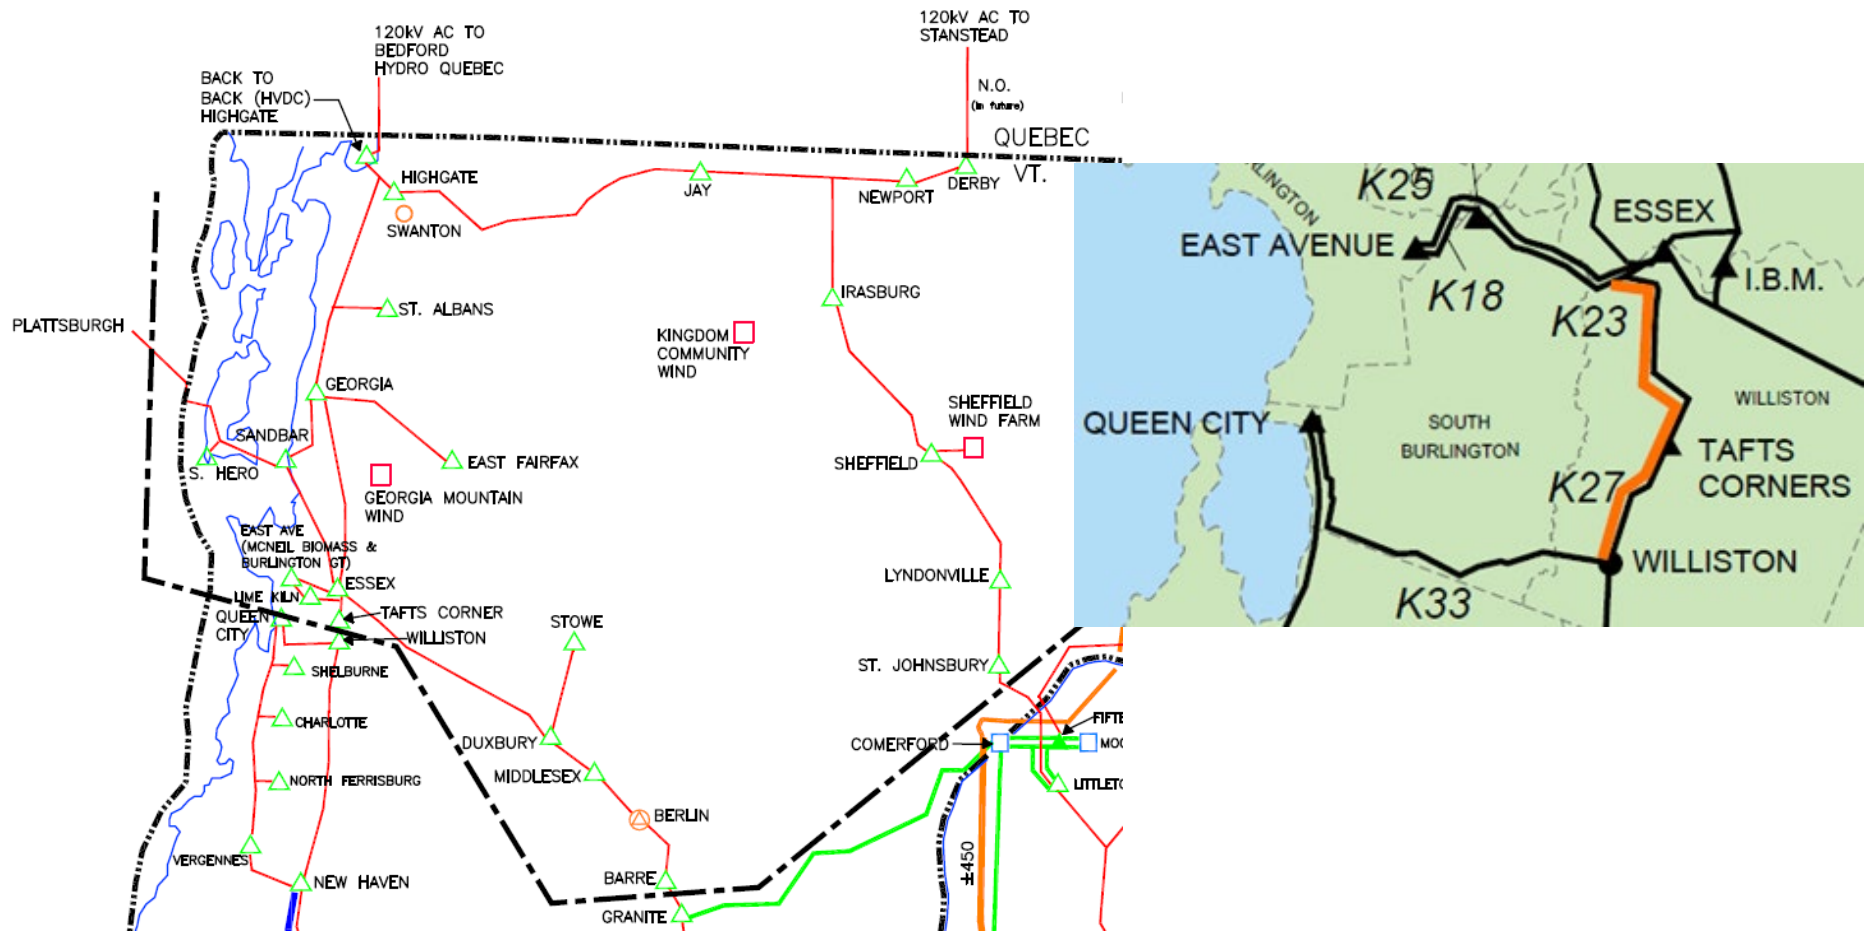 120kV AC TO
BEDFORD
HYDRO QUEBEC
120kV AC TO
STANSTEAD
BACK TO
BACK (HVDC)
HIGHGATE
N.O.
(in future)
QUEBEC
VT.
HIGHGATE
SWANTON
JAY
NEWPORT
DERBY
ST. ALBANS
IRASBURG
PLATTSBURGH
KINGDOM
COMMUNITY
WIND
GEORGIA
SHEFFIELD
WIND FARM
SANDBAR
S. HERO
EAST FAIRFAX
SHEFFIELD
GEORGIA MOUNTAIN
WIND
EAST AVE
(MCNEIL BIOMASS &
BURLINGTON GT)
ESSEX
LIME KILN
QUEEN
CITY
TAFTS CORNER
WILLISTON
STOWE
LYNDONVILLE
SHELBURNE
ST. JOHNSBURY
CHARLOTTE
DUXBURY
COMERFORD
FIFTE
MOO
MIDDLESEX
LITTLETO
NORTH FERRISBURG
BERLIN
VERGENNES
NEW HAVEN
BARRE
GRANITE
±450
RLINGTON
K25
ESSEX
EAST AVENUE
I.B.M.
K18
K23
WILLISTON
QUEEN CITY
SOUTH
BURLINGTON
TAFTS
CORNERS
K27
WILLISTON
K33